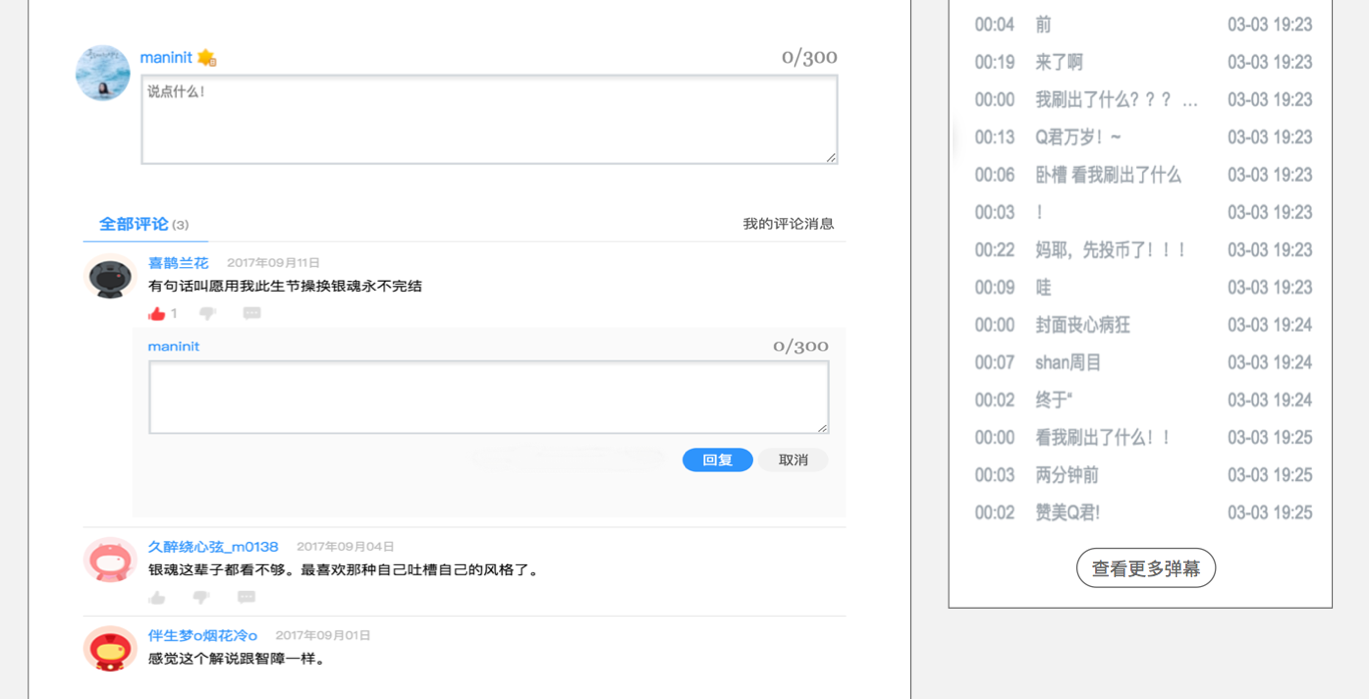 maninit
0/300
说点什么!
全部评论(3)
我的评论消息
喜鹊兰花 2017年09月11日
有句话叫愿用我此生节操换银魂永不完结
1
maninit
0/300
回复
取消
久醉绕心弦_m0138 2017年09月04日
银魂这辈子都看不够。最喜欢那种自己吐槽自己的风格了。
伴生梦o烟花冷o 2017年09月01日
感觉这个解说跟智障一样。
00:04 前 03-03 19:23
00:19 来了啊 03-03 19:23
00:00 我刷出了什么？？？ … 03-03 19:23
00:13 Q君万岁！~ 03-03 19:23
00:06 卧槽 看我刷出了什么 03-03 19:23
00:03 ！ 03-03 19:23
00:22 妈耶，先投币了！！！ 03-03 19:23
00:09 哇 03-03 19:23
00:00 封面丧心病狂 03-03 19:24
00:07 shan周目 03-03 19:24
00:02 终于“ 03-03 19:24
00:00 看我刷出了什么！！ 03-03 19:25
00:03 两分钟前 03-03 19:25
00:02 赞美Q君! 03-03 19:25
查看更多弹幕